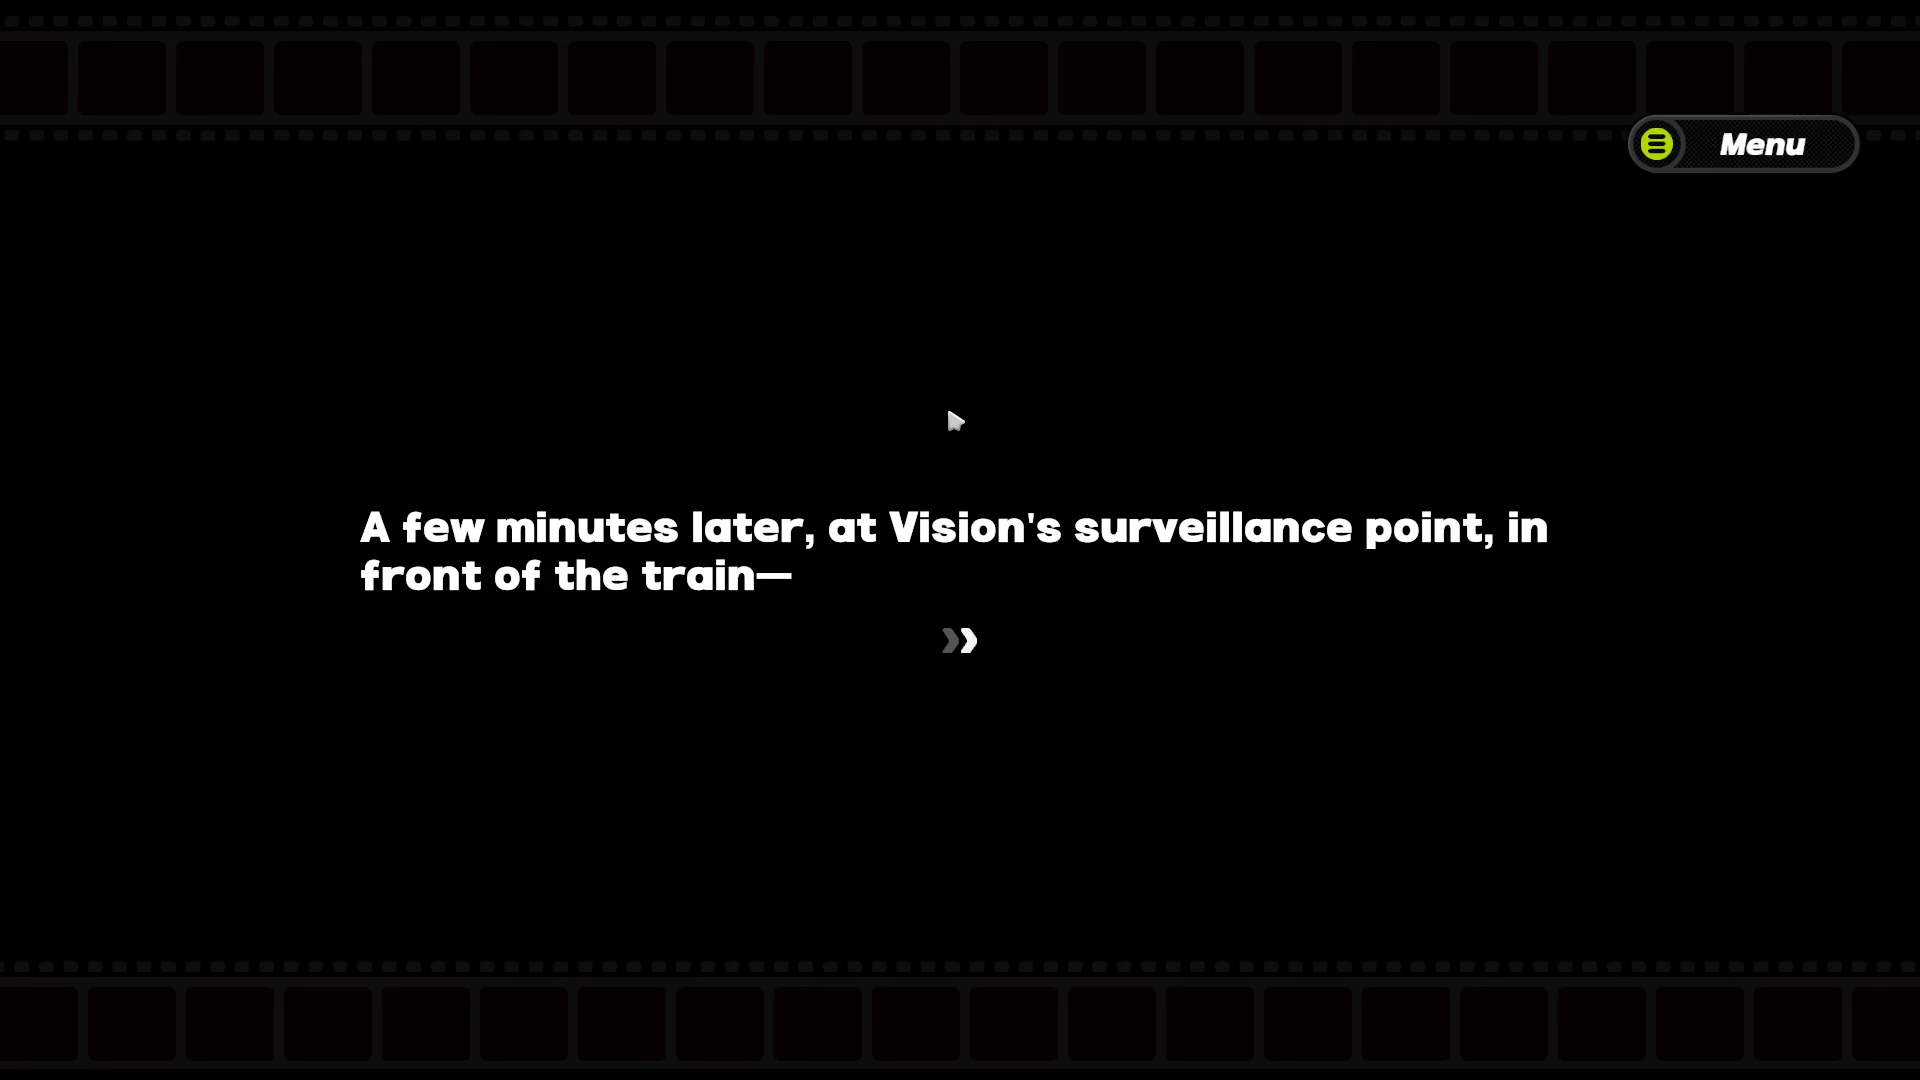 Menu
A few minutes later, at Vision's surveillance point, in
front of the train—